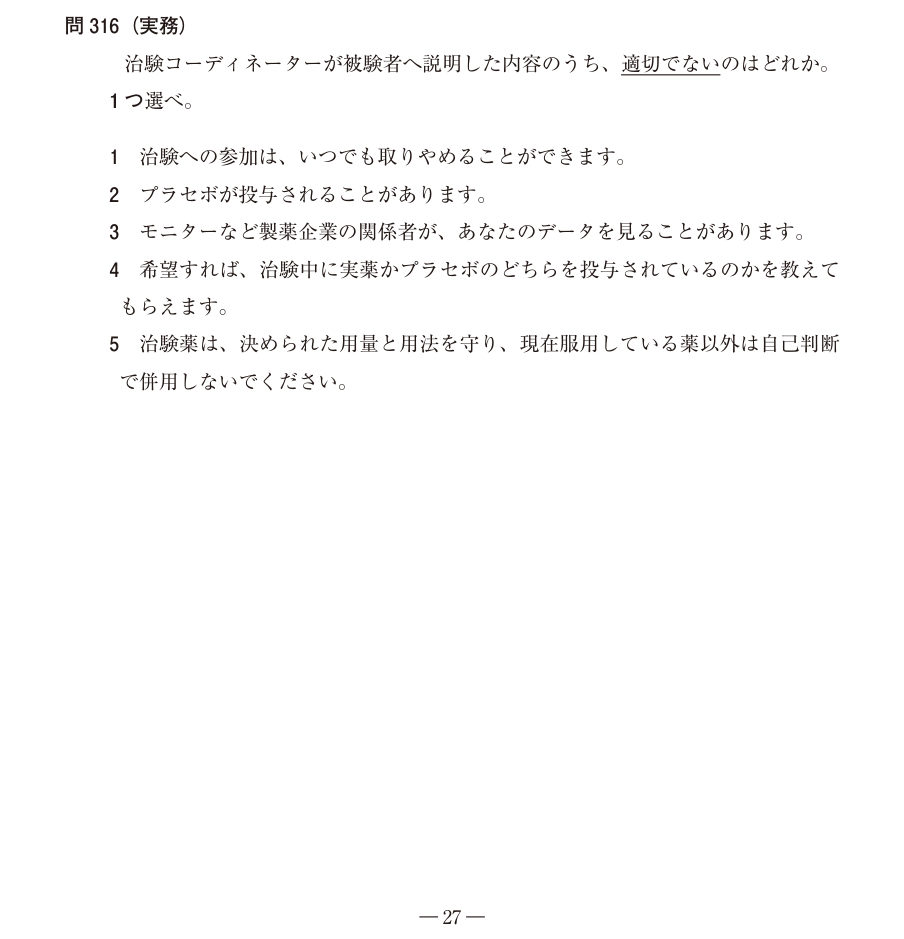 問 316（実務）
治験コーディネーターが被験者へ説明した内容のうち、適切でないのはどれか。
1 つ選べ。
1　治験への参加は、いつでも取りやめることができます。
2　プラセボが投与されることがあります。
3　モニターなど製薬企業の関係者が、あなたのデータを見ることがあります。
4　希望すれば、治験中に実薬かプラセボのどちらを投与されているのかを教えて
もらえます。
5　治験薬は、決められた用量と用法を守り、現在服用している薬以外は自己判断
で併用しないでください。
― 27 ―